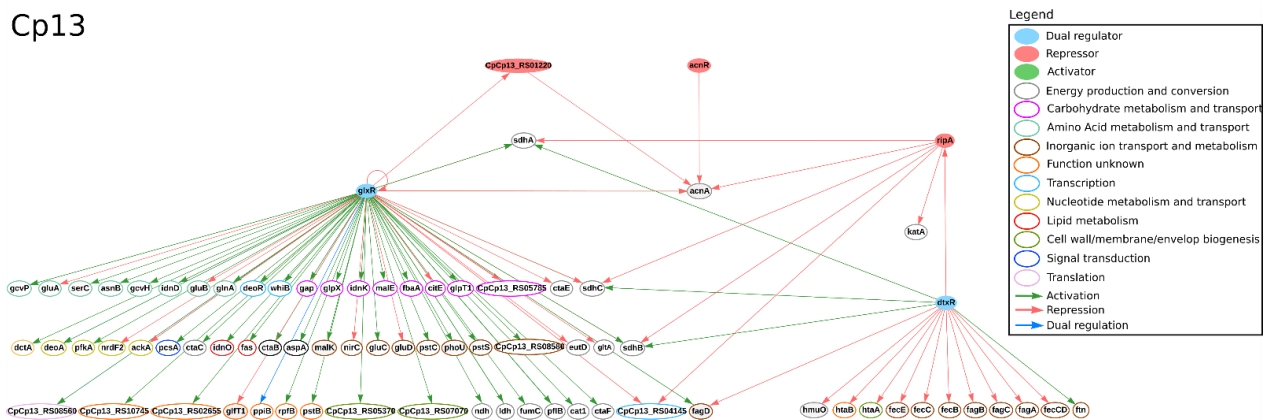 Cp13
Legend
Dual regulator
Repressor
Activator
Energy production and conversion
Carbohydrate metabolism and transport
Amino Acid metabolism and transport
Inorganic ion transport and metabolism
Function unknown
Transcription
Nucleotide metabolism and transport
Lipid metabolism
Cell wall/membrane/envelop biogenesis
Signal transduction
Translation
Activation
Repression
Dual regulation
CpCp13_RS01220 acnR
sdhA ripA
glxR acnA
katA
gcvP gluA serC asnB gcvH idnD gluB glnA deoR whiB gap glpX idnK malE fbaA citE glpT1 CpCp13_RS05785 ctaE sdhC
dtxR
dctA deoA pfkA nrdF2 ackA pcsA ctaC idnO fas ctaB aspA malK nirC gluC gluD pstC phoU pstS CpCp13_RS08580 eutD gltA sdhB
CpCp13_RS08560 CpCp13_RS10745 CpCp13_RS02655 glfT1 ppiB rpfB pstB CpCp13_RS05370 CpCp13_RS07070 ndh ldh fumC pflB cat1 ctaF CpCp13_RS04145 fagD hmuO htaB htaA fecE fecC fecB fagB fagC fagA fecCD ftn